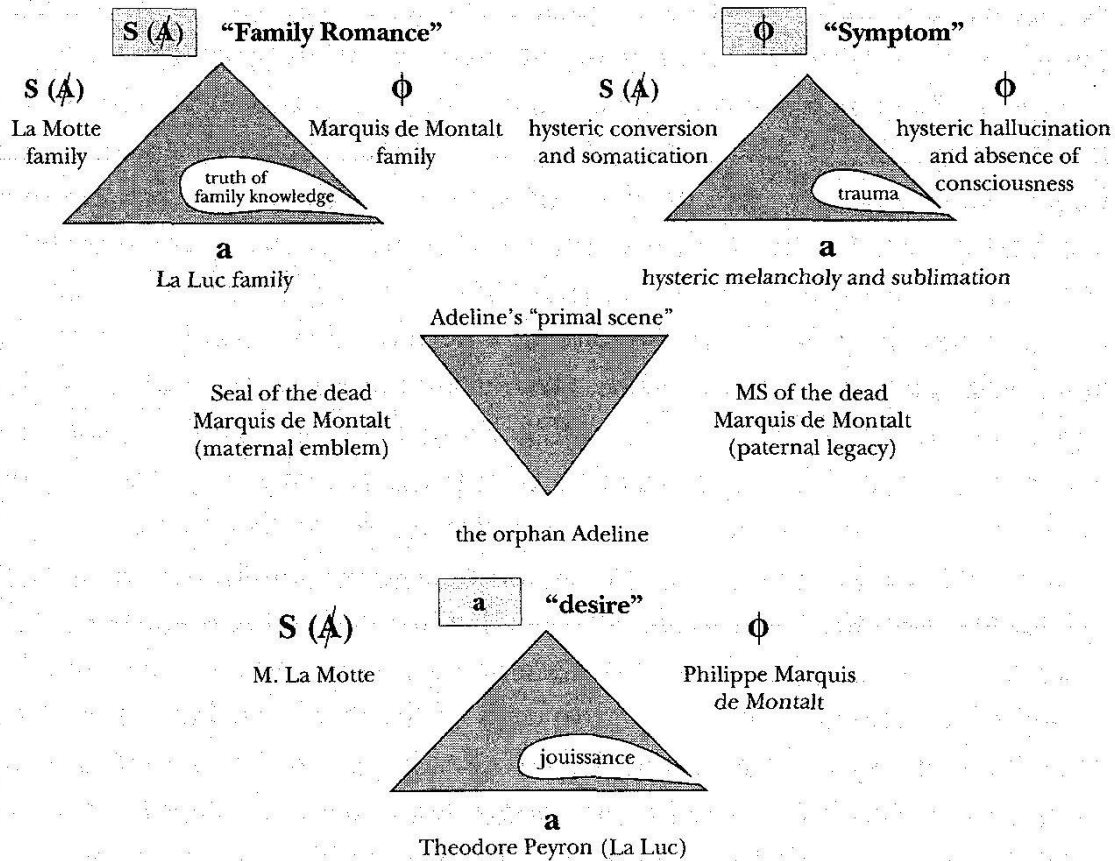 S (A̸) “Family Romance”
S (A̸)
La Motte
family
ϕ
Marquis de Montalt
family
truth of
family knowledge
a
La Luc family
ϕ “Symptom”
S (A̸)
hysteric conversion
and somatication
ϕ
hysteric hallucination
and absence of
consciousness
trauma
a
hysteric melancholy and sublimation
Adeline’s “primal scene”
Seal of the dead
Marquis de Montalt
(maternal emblem)
MS of the dead
Marquis de Montalt
(paternal legacy)
the orphan Adeline
a “desire”
S (A̸)
M. La Motte
ϕ
Philippe Marquis
de Montalt
jouissance
a
Theodore Peyron (La Luc)